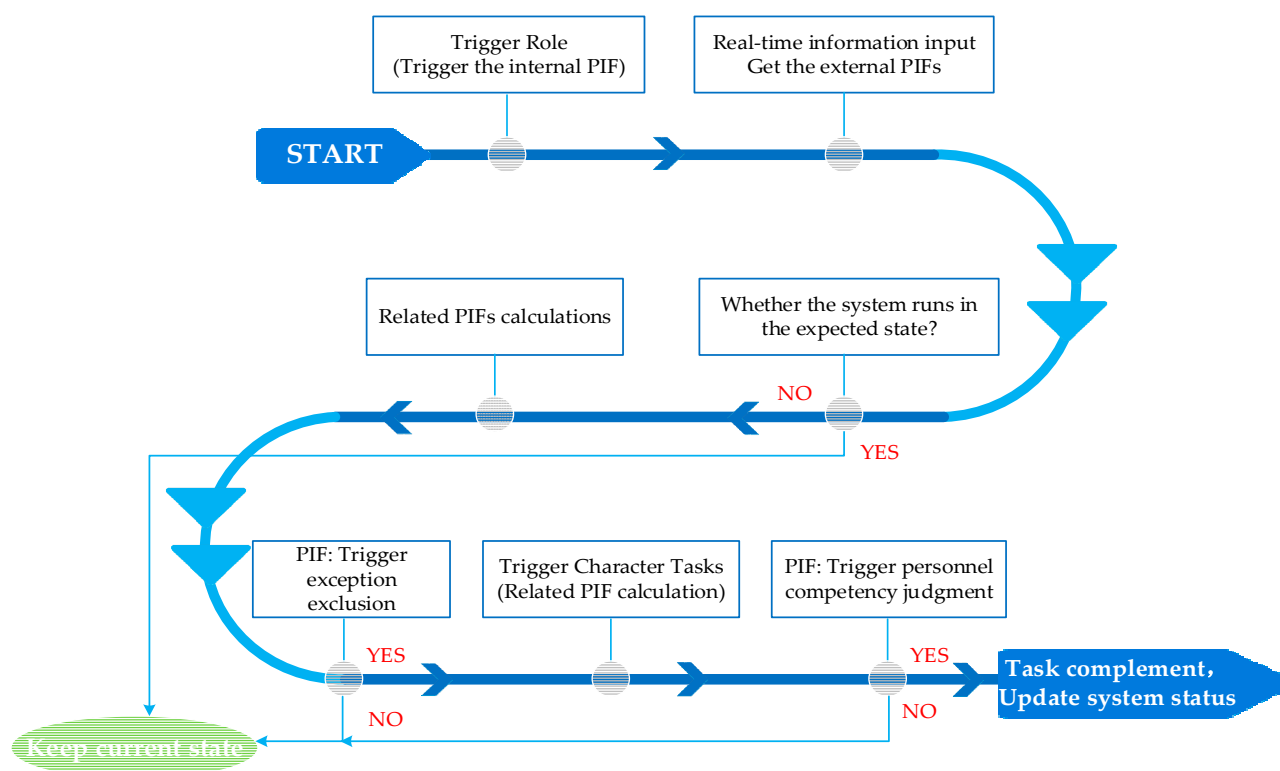 Trigger Role
(Trigger the internal PIF)
Real-time information input
Get the external PIFs
START
Related PIFs calculations
Whether the system runs in
the expected state?
NO
YES
PIF: Trigger
exception
exclusion
Trigger Character Tasks
(Related PIF calculation)
PIF: Trigger personnel
competency judgment
YES
YES
Task complement,
Update system status
NO
NO
Keep current state